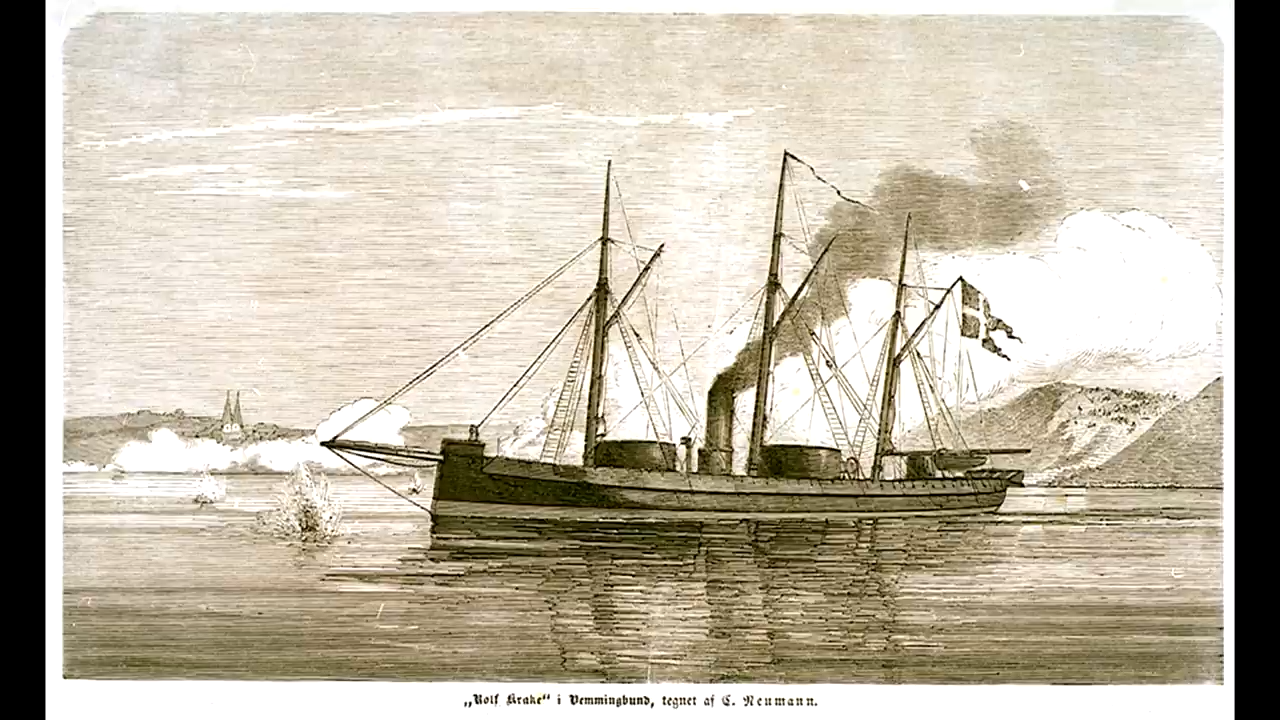 „Rolf Krake“ i Vemmingbund, tegnet af C. Neumann.